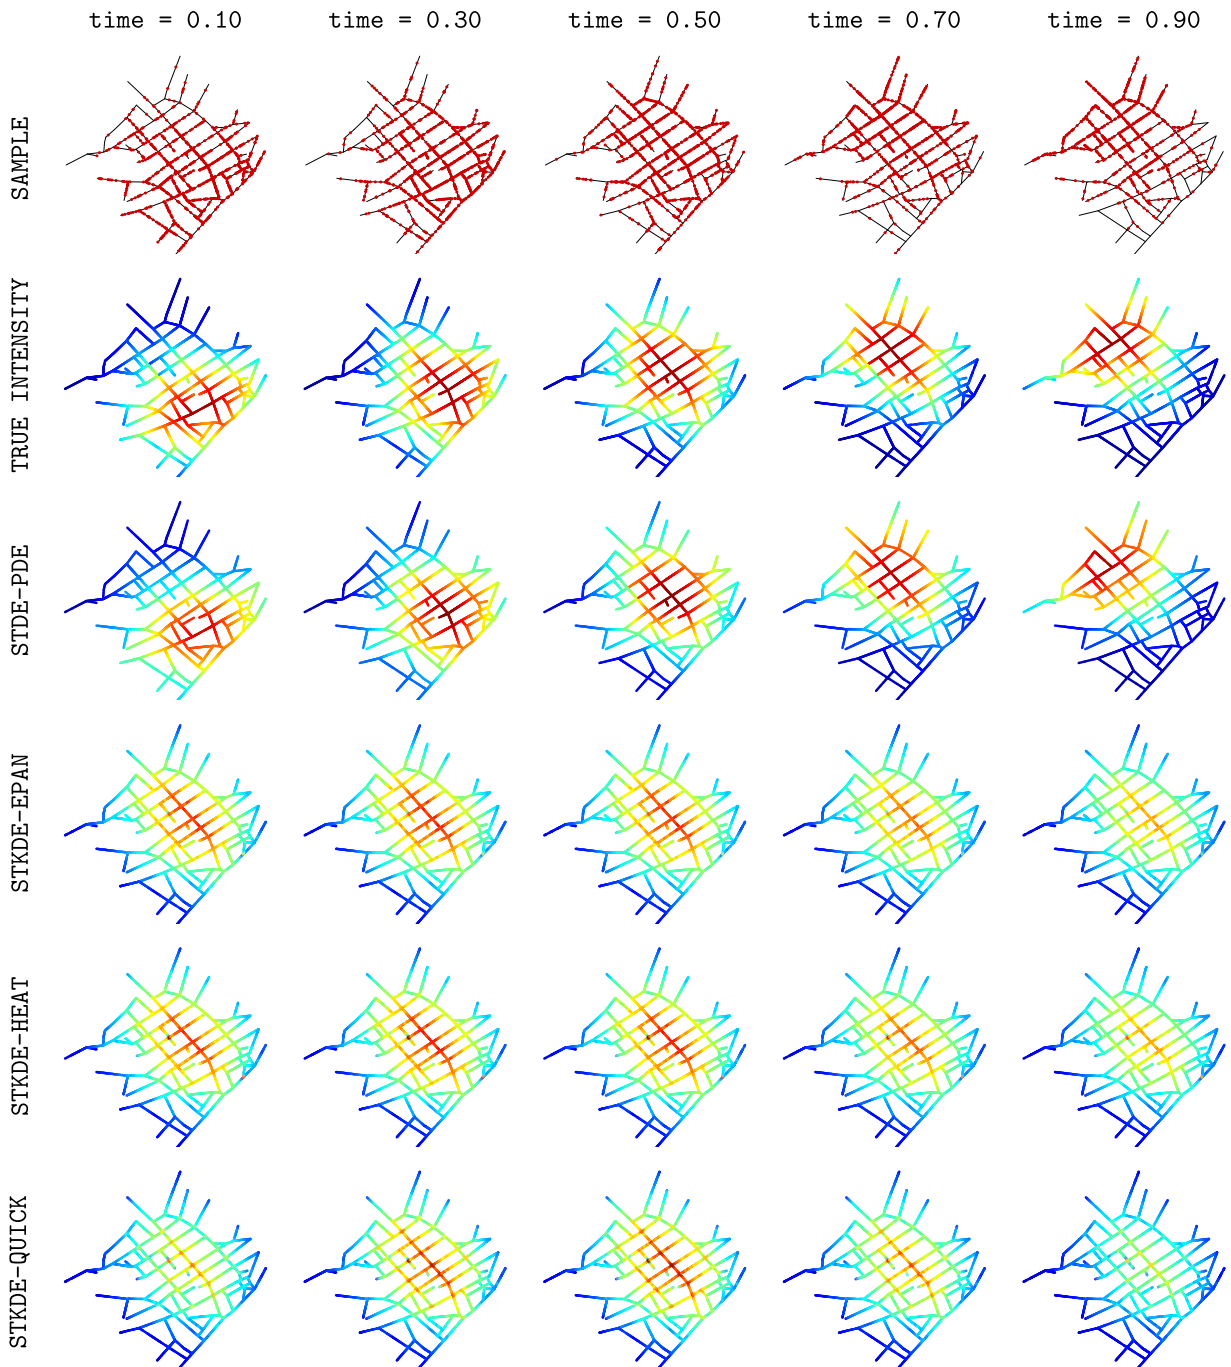 time = 0.10
time = 0.30
time = 0.50
time = 0.70
time = 0.90
SAMPLE
TRUE INTENSITY
STDE-PDE
STKDE-EPAN
STKDE-HEAT
STKDE-QUICK